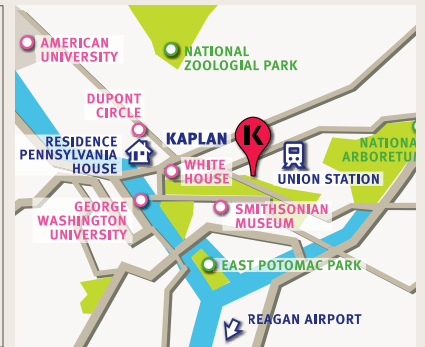 AMERICAN
UNIVERSITY
NATIONAL
ZOOLOGIAL PARK
DUPONT
CIRCLE
KAPLAN
K
RESIDENCE
PENNSYLVANIA
HOUSE
WHITE
HOUSE
UNION STATION
NATIONA
ARBORETU
GEORGE
WASHINGTON
UNIVERSITY
SMITHSONIAN
MUSEUM
EAST POTOMAC PARK
REAGAN AIRPORT